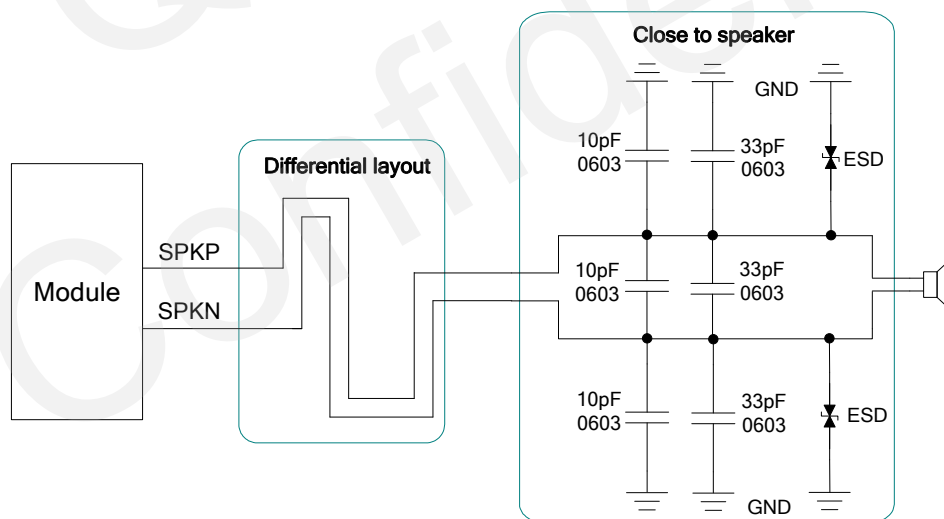 Close to speaker
GND
10pF
0603
33pF
0603
ESD
Differential layout
SPKP
Module
SPKN
10pF
0603
33pF
0603
10pF
0603
33pF
0603
ESD
GND